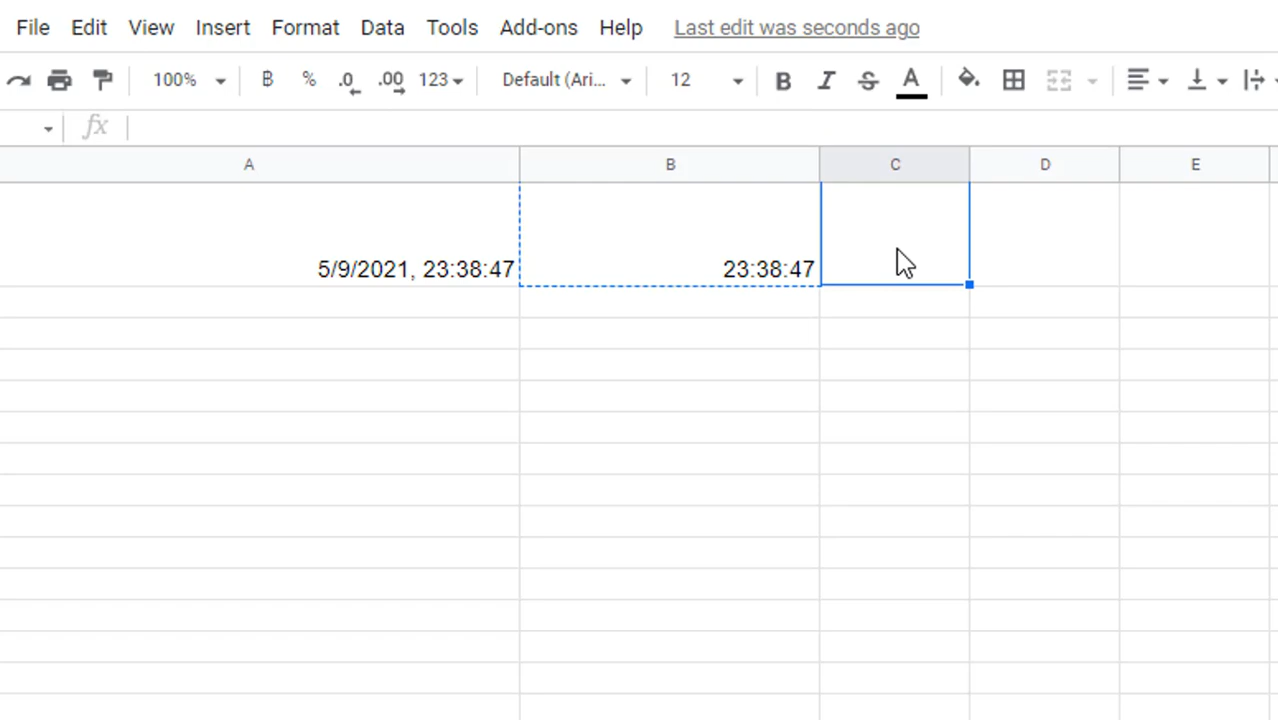 File Edit View Insert Format Data Tools Add-ons Help Last edit was seconds ago
100% B % .0 .00 123 Default (Ari... 12 B I S A
fx
A B C D E
5/9/2021, 23:38:47 23:38:47